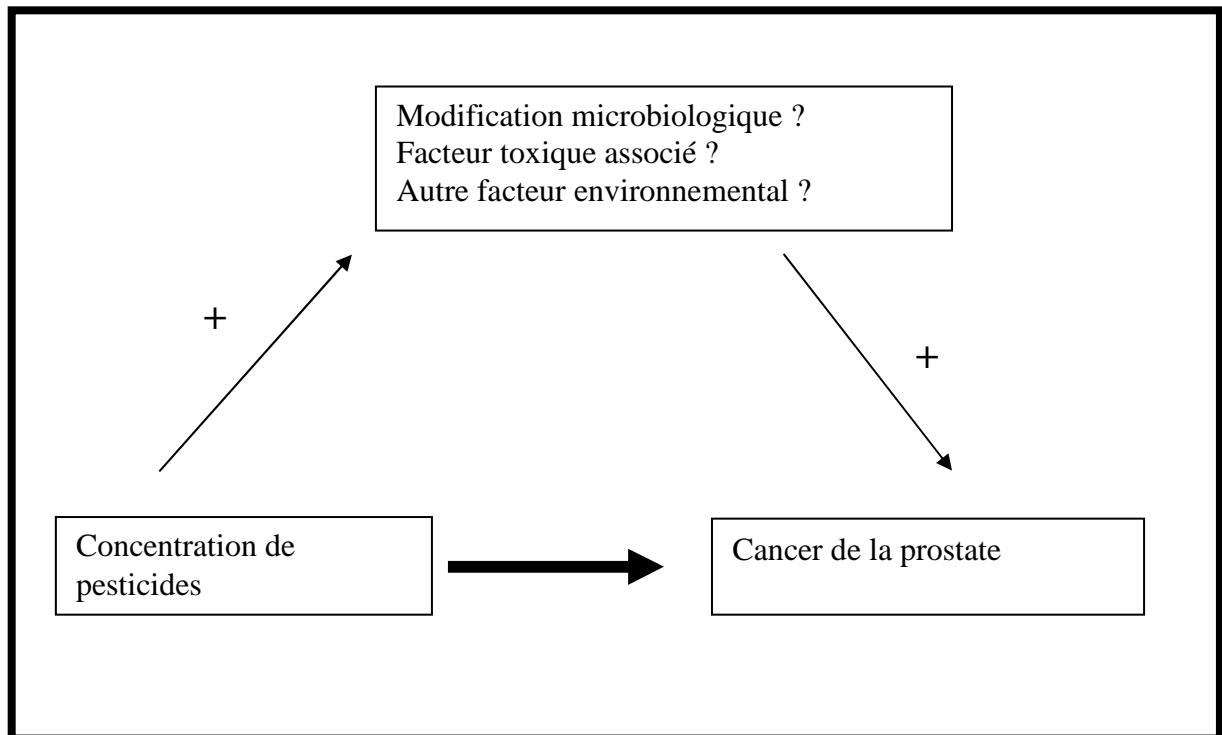 Modification microbiologique ?
Facteur toxique associé ?
Autre facteur environnemental ?
+
+
Concentration de
pesticides
Cancer de la prostate